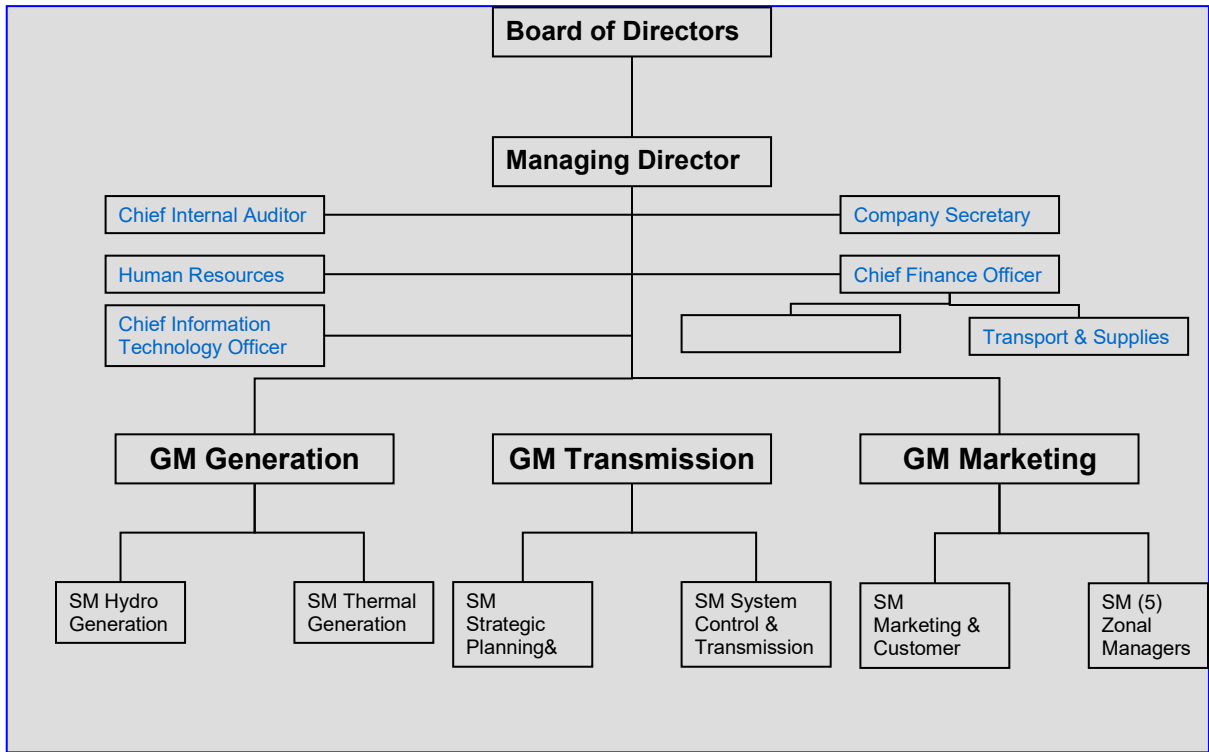 Board of Directors
Managing Director
Chief Internal Auditor
Company Secretary
Human Resources
Chief Finance Officer
Chief Information
Technology Officer
Transport & Supplies
GM Generation
GM Transmission
GM Marketing
SM Hydro
Generation
SM Thermal
Generation
SM
Strategic
Planning&
SM System
Control &
Transmission
SM
Marketing &
Customer
SM (5)
Zonal
Managers